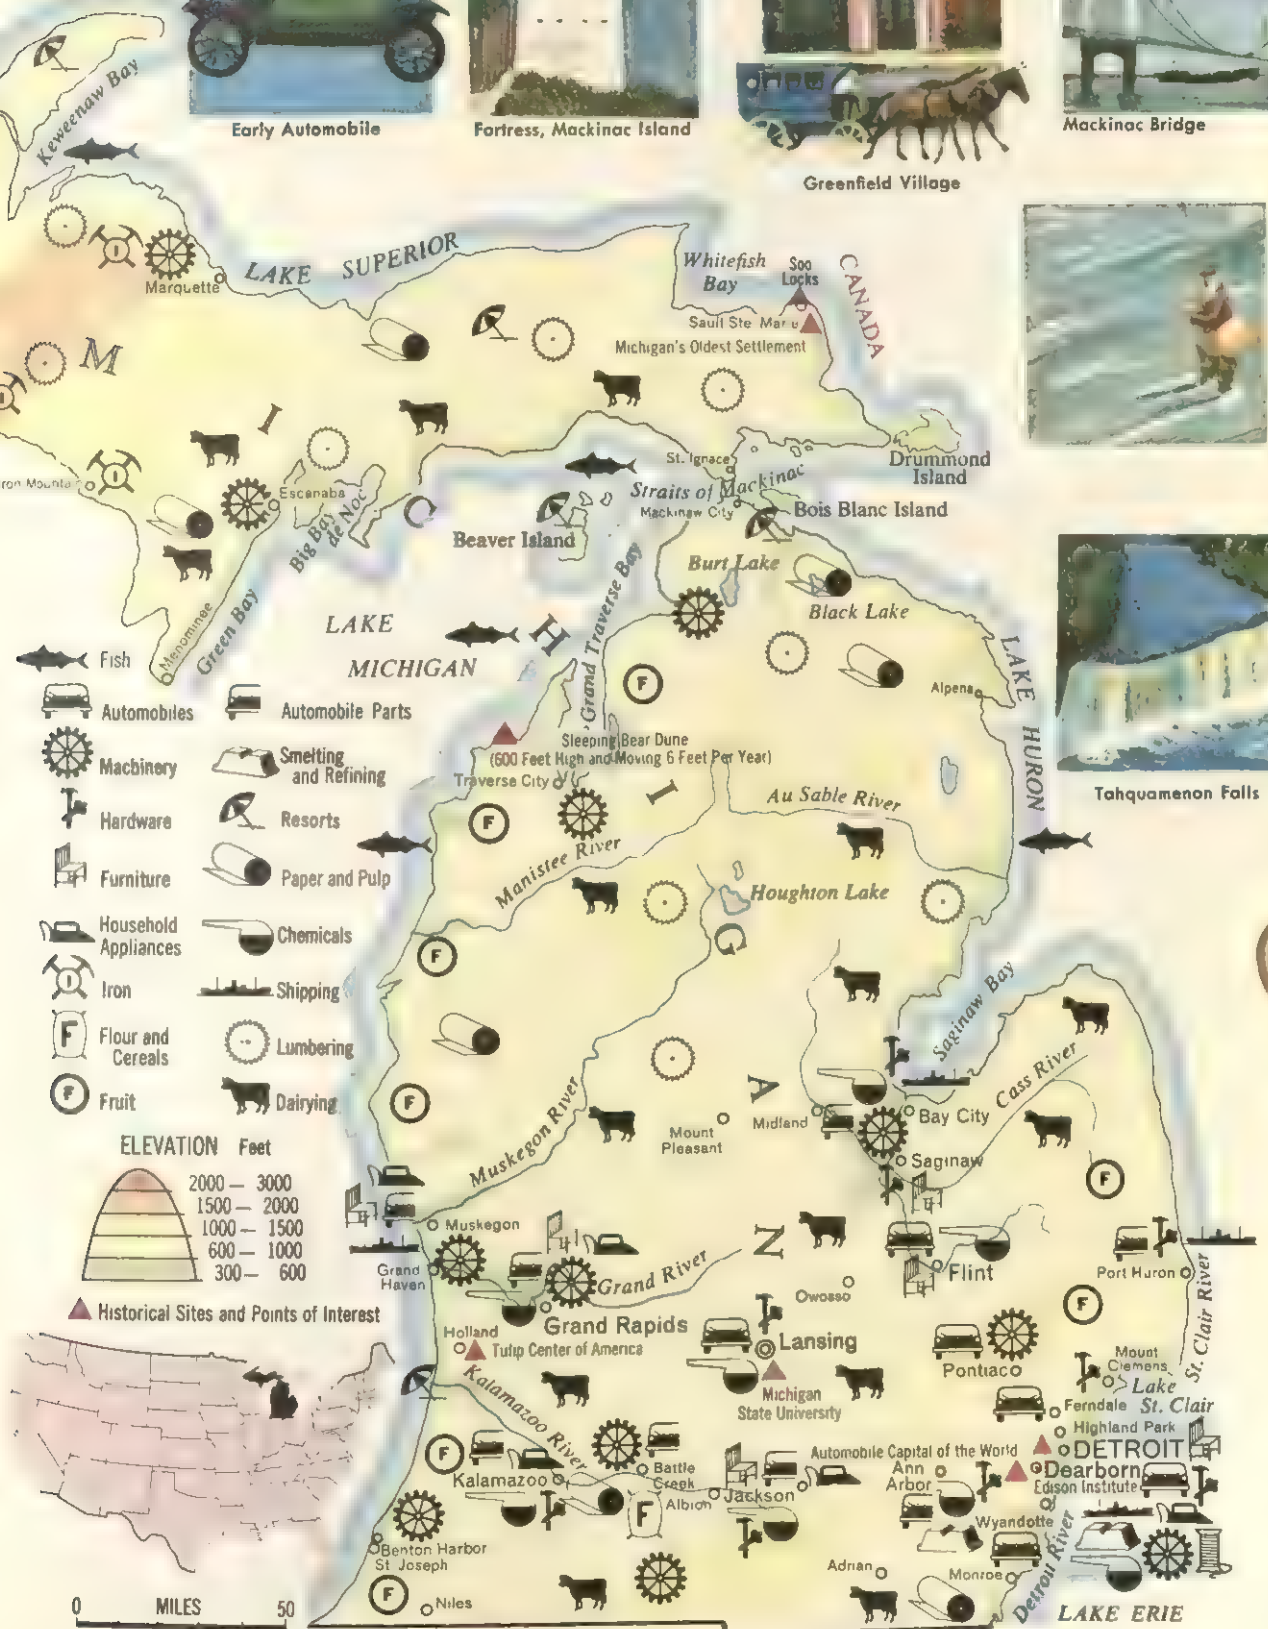 Early Automobile
Fortress, Mackinac Island
Greenfield Village
Mackinac Bridge
Keweenaw Bay
LAKE SUPERIOR
Marquette
Whitefish
Bay
Soo
Locks
CANADA
Sault Ste Marie
Michigan's Oldest Settlement
M
I
C
H
I
G
A
N
Iron Mountain
Escanaba
Big Bay
de Noc
St. Ignace
Straits of Mackinac
Mackinaw City
Drummond
Island
Bois Blanc Island
Beaver Island
Burt Lake
Black Lake
Grand Traverse Bay
Green Bay
Menominee
LAKE
MICHIGAN
LAKE HURON
Alpena
Tahquamenon Falls
Fish
Automobiles
Automobile Parts
Machinery
Smelting
and Refining
Hardware
Resorts
Furniture
Paper and Pulp
Household
Appliances
Chemicals
I
Iron
Shipping
F
Flour and
Cereals
Lumbering
F
Fruit
Dairying
Sleeping Bear Dune
(600 Feet High and Moving 6 Feet Per Year)
Traverse City
Au Sable River
Manistee River
Houghton Lake
Saginaw Bay
Cass River
Muskegon River
Mount
Pleasant
Midland
Bay City
Saginaw
ELEVATION Feet
2000 — 3000
1500 — 2000
1000 — 1500
600 — 1000
300 — 600
Historical Sites and Points of Interest
Muskegon
Grand
Haven
Grand River
Grand Rapids
Owosso
Flint
Port Huron
St. Clair River
Holland
Tulip Center of America
Lansing
Michigan
State University
Pontiac
Mount
Clemens
Lake
St. Clair
Ferndale
Highland Park
Automobile Capital of the World
DETROIT
Dearborn
Edison Institute
Ann
Arbor
Wyandotte
Kalamazoo River
Kalamazoo
Battle
Creek
Albion
Jackson
Benton Harbor
St Joseph
Niles
Adrian
Monroe
Detroit River
LAKE ERIE
0 MILES 50